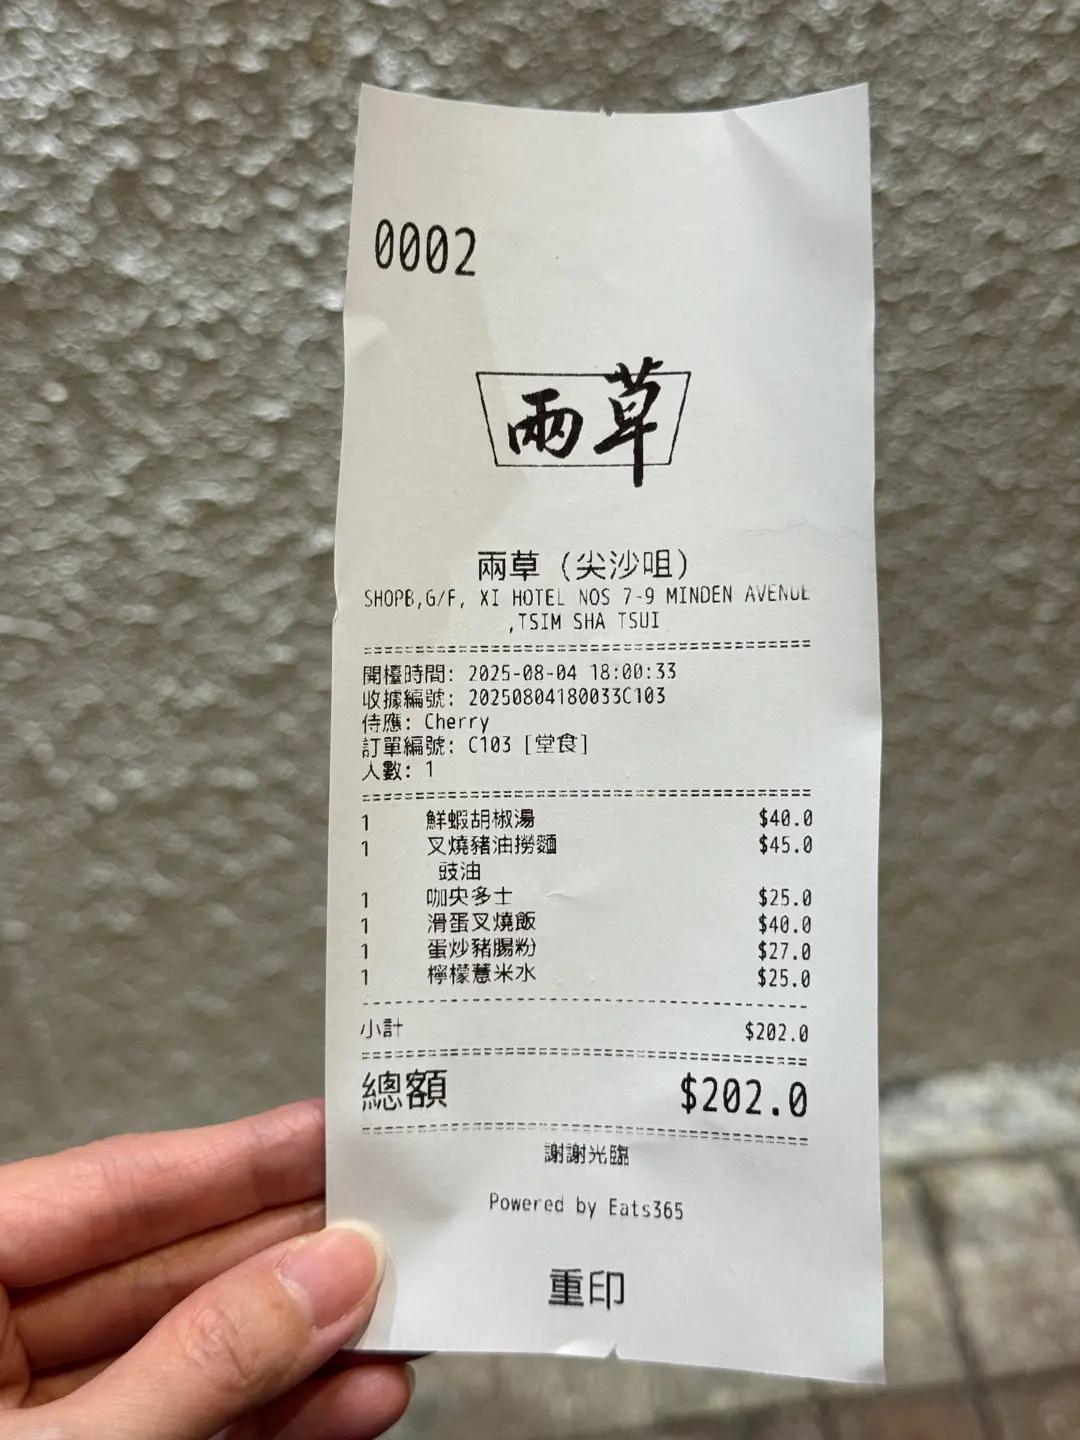 0002
兩草
兩草（尖沙咀）
SHOPB,G/F, XI HOTEL NOS 7-9 MINDEN AVENUE
,TSIM SHA TSUI
開檯時間: 2025-08-04 18:00:33
收據編號: 20250804180033C103
侍應: Cherry
訂單編號: C103 [堂食]
人數: 1
1 鮮蝦胡椒湯 $40.0
1 叉燒豬油撈麵 $45.0
豉油
1 咖央多士 $25.0
1 滑蛋叉燒飯 $40.0
1 蛋炒豬腸粉 $27.0
1 檸檬薏米水 $25.0
小計 $202.0
總額 $202.0
謝謝光臨
Powered by Eats365
重印